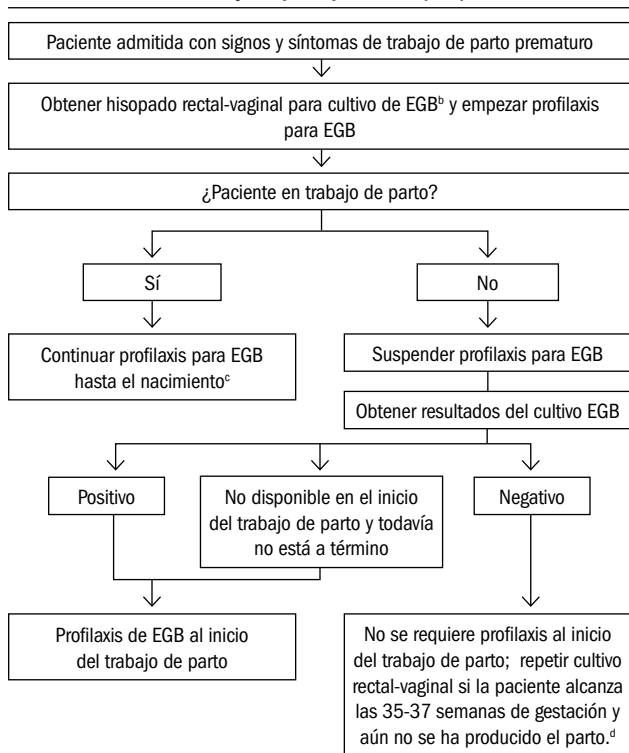 Paciente admitida con signos y síntomas de trabajo de parto prematuro
Obtener hisopado rectal-vaginal para cultivo de EGBᵇ y empezar profilaxis
para EGB
¿Paciente en trabajo de parto?
Sí
No
Continuar profilaxis para EGB
hasta el nacimientoᶜ
Suspender profilaxis para EGB
Obtener resultados del cultivo EGB
Positivo
No disponible en el inicio
del trabajo de parto y todavía
no está a término
Negativo
Profilaxis de EGB al inicio
del trabajo de parto
No se requiere profilaxis al inicio
del trabajo de parto; repetir cultivo
rectal-vaginal si la paciente alcanza
las 35-37 semanas de gestación y
aún no se ha producido el parto.ᵈ